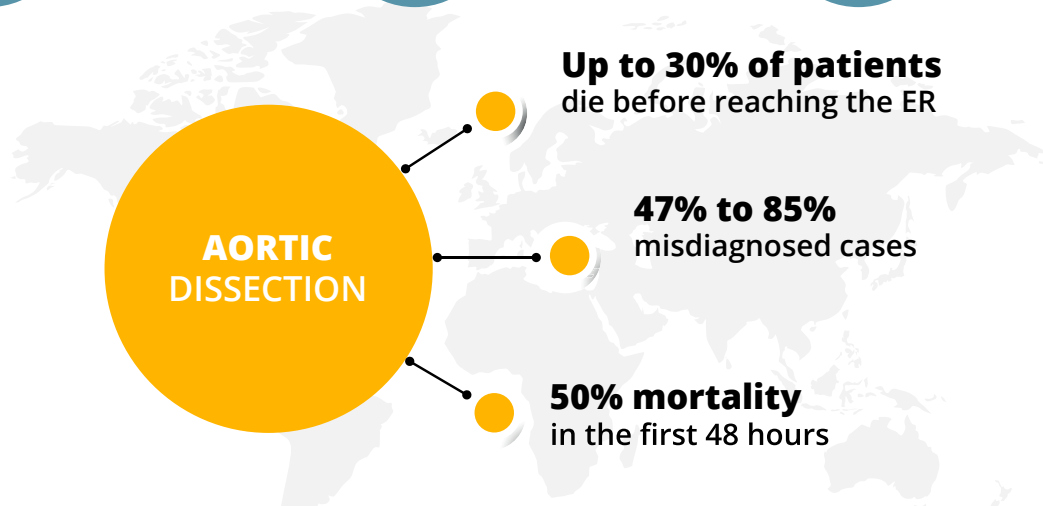 AORTIC
DISSECTION
Up to 30% of patients
die before reaching the ER
47% to 85%
misdiagnosed cases
50% mortality
in the first 48 hours